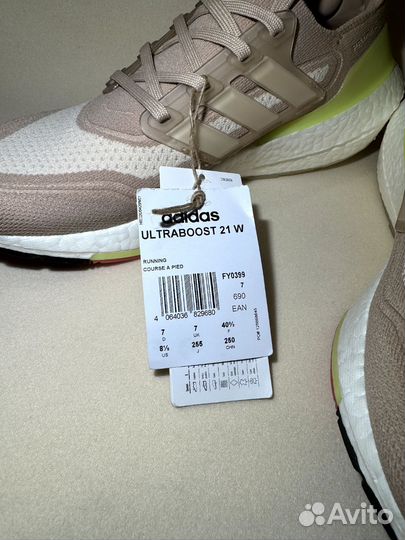 adidas
ULTRABOOST 21 W
RUNNING
COURSE A PIED
FY0399
7
690
EAN
4 064036 829680
7 7 40⅔
D UK F
8½ 255 250
US J CHN
Avito